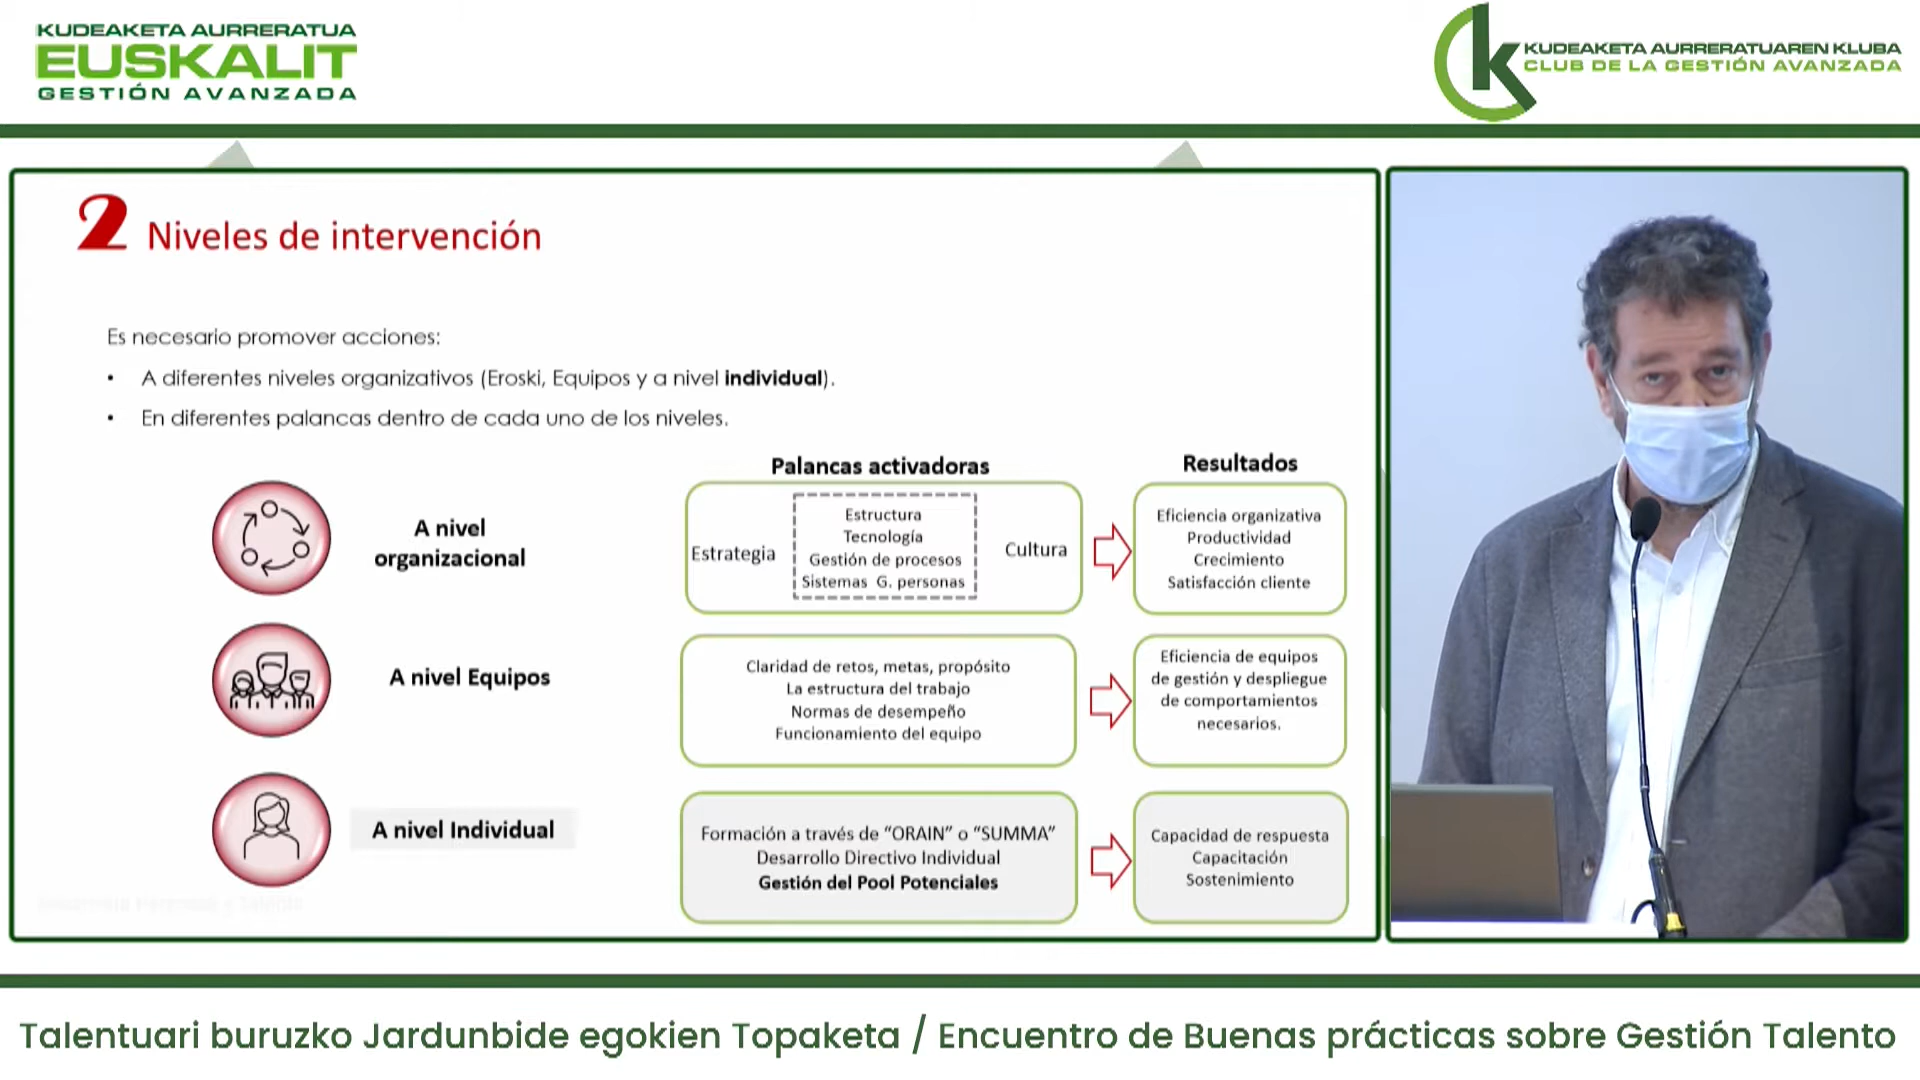 KUDEAKETA AURRERATUA
EUSKALIT
GESTIÓN AVANZADA
k
KUDEAKETA AURRERATUAREN KLUBA
CLUB DE LA GESTIÓN AVANZADA
2 Niveles de intervención
Es necesario promover acciones:
• A diferentes niveles organizativos (Eroski, Equipos y a nivel individual).
• En diferentes palancas dentro de cada uno de los niveles.
Palancas activadoras
Resultados
A nivel
organizacional
Estrategia
Estructura
Tecnología
Gestión de procesos
Sistemas G. personas
Cultura
Eficiencia organizativa
Productividad
Crecimiento
Satisfacción cliente
A nivel Equipos
Claridad de retos, metas, propósito
La estructura del trabajo
Normas de desempeño
Funcionamiento del equipo
Eficiencia de equipos
de gestión y despliegue
de comportamientos
necesarios.
A nivel Individual
Formación a través de “ORAIN” o “SUMMA”
Desarrollo Directivo Individual
Gestión del Pool Potenciales
Capacidad de respuesta
Capacitación
Sostenimiento
Talentuari buruzko Jardunbide egokien Topaketa / Encuentro de Buenas prácticas sobre Gestión Talento